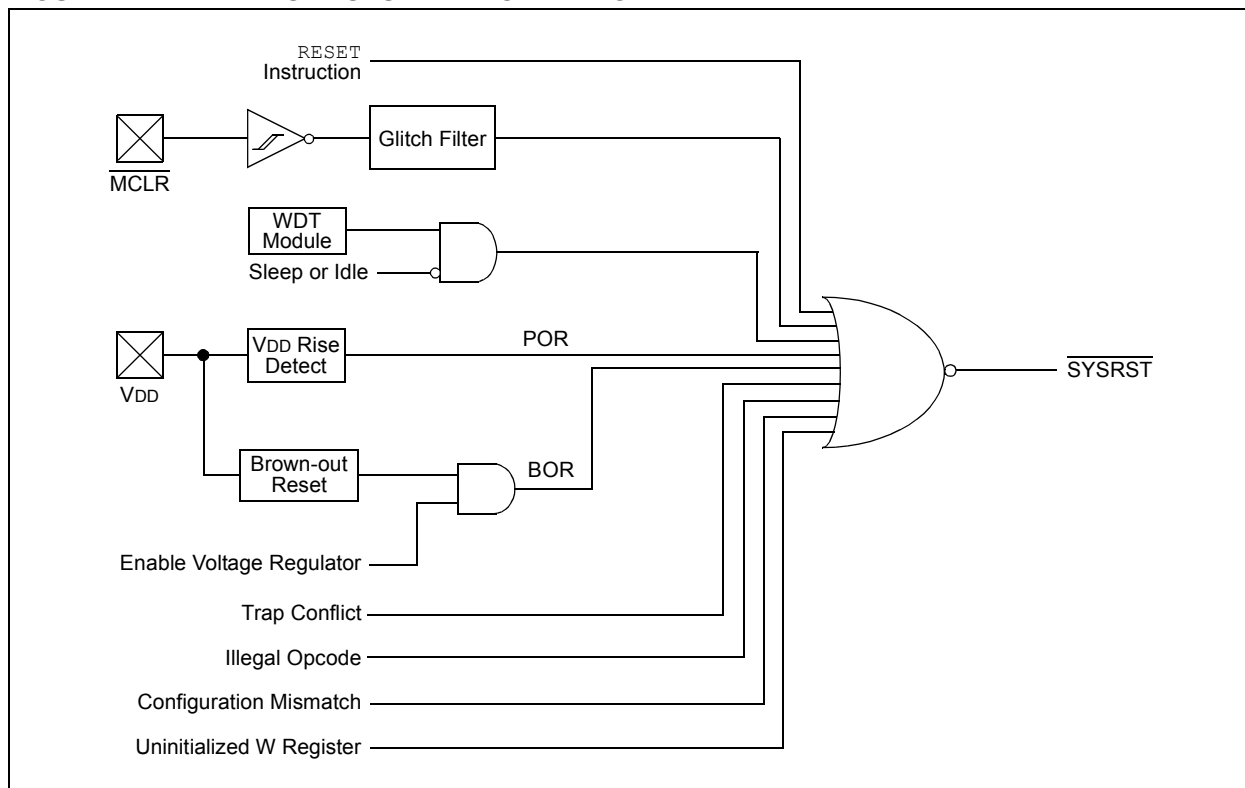 RESET
Instruction
Glitch Filter
MCLR
WDT
Module
Sleep or Idle
VDD Rise
Detect
POR
VDD
SYSRST
Brown-out
Reset
BOR
Enable Voltage Regulator
Trap Conflict
Illegal Opcode
Configuration Mismatch
Uninitialized W Register